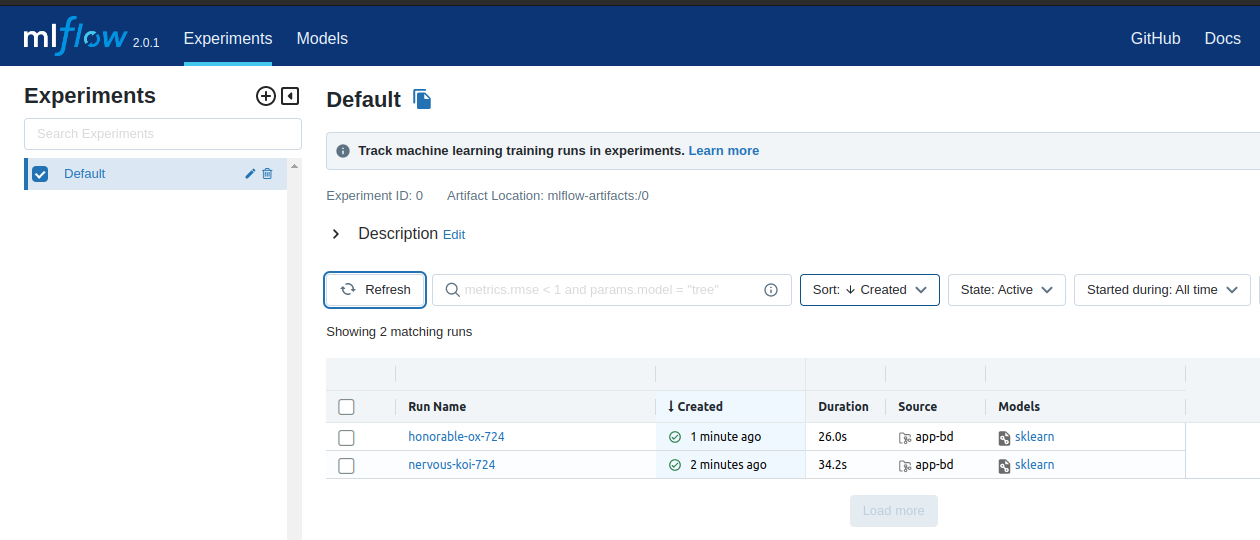 mlflow 2.0.1 Experiments Models GitHub Docs
Experiments
Search Experiments
Default
Default
Track machine learning training runs in experiments. Learn more
Experiment ID: 0 Artifact Location: mlflow-artifacts:/0
Description Edit
Refresh metrics.rmse < 1 and params.model = "tree" Sort: ↓ Created State: Active Started during: All time
Showing 2 matching runs
Run Name ↓ Created Duration Source Models
honorable-ox-724 1 minute ago 26.0s app-bd sklearn
nervous-koi-724 2 minutes ago 34.2s app-bd sklearn
Load more